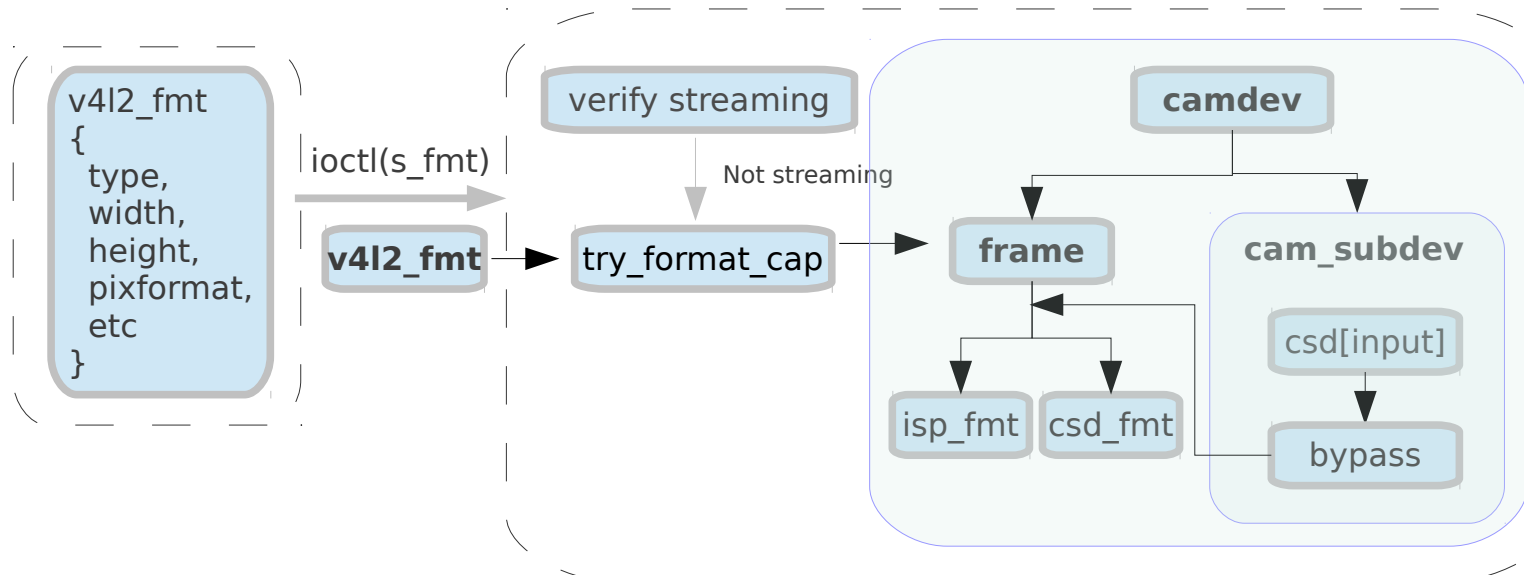 v4l2_fmt
{
type,
width,
height,
pixformat,
etc
}
ioctl(s_fmt)
v4l2_fmt
verify streaming
Not streaming
try_format_cap
camdev
frame
cam_subdev
csd[input]
isp_fmt
csd_fmt
bypass